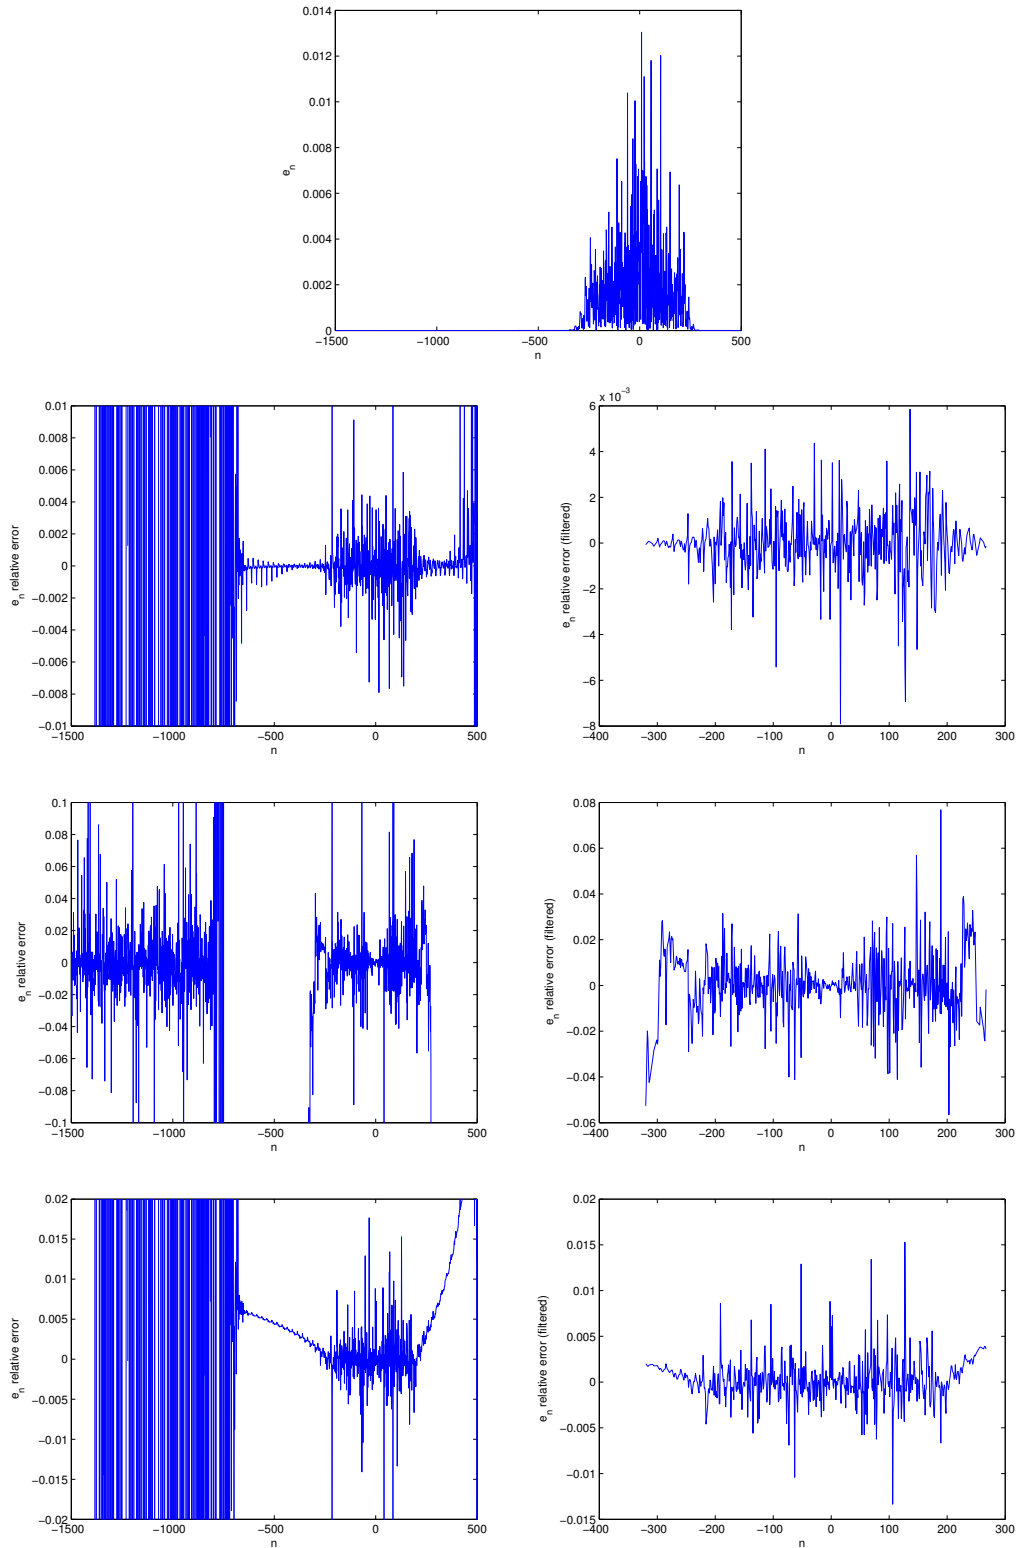 0.014
0.012
0.01
0.008
0.006
0.004
0.002
0
e_n
−1500 −1000 −500 0 500
n
0.01
0.008
0.006
0.004
0.002
0
−0.002
−0.004
−0.006
−0.008
−0.01
e_n relative error
−1500 −1000 −500 0 500
n
x 10^−3
6
4
2
0
−2
−4
−6
−8
e_n relative error (filtered)
−400 −300 −200 −100 0 100 200 300
n
0.1
0.08
0.06
0.04
0.02
0
−0.02
−0.04
−0.06
−0.08
−0.1
e_n relative error
−1500 −1000 −500 0 500
n
0.08
0.06
0.04
0.02
0
−0.02
−0.04
−0.06
e_n relative error (filtered)
−400 −300 −200 −100 0 100 200 300
n
0.02
0.015
0.01
0.005
0
−0.005
−0.01
−0.015
−0.02
e_n relative error
−1500 −1000 −500 0 500
n
0.02
0.015
0.01
0.005
0
−0.005
−0.01
−0.015
e_n relative error (filtered)
−400 −300 −200 −100 0 100 200 300
n